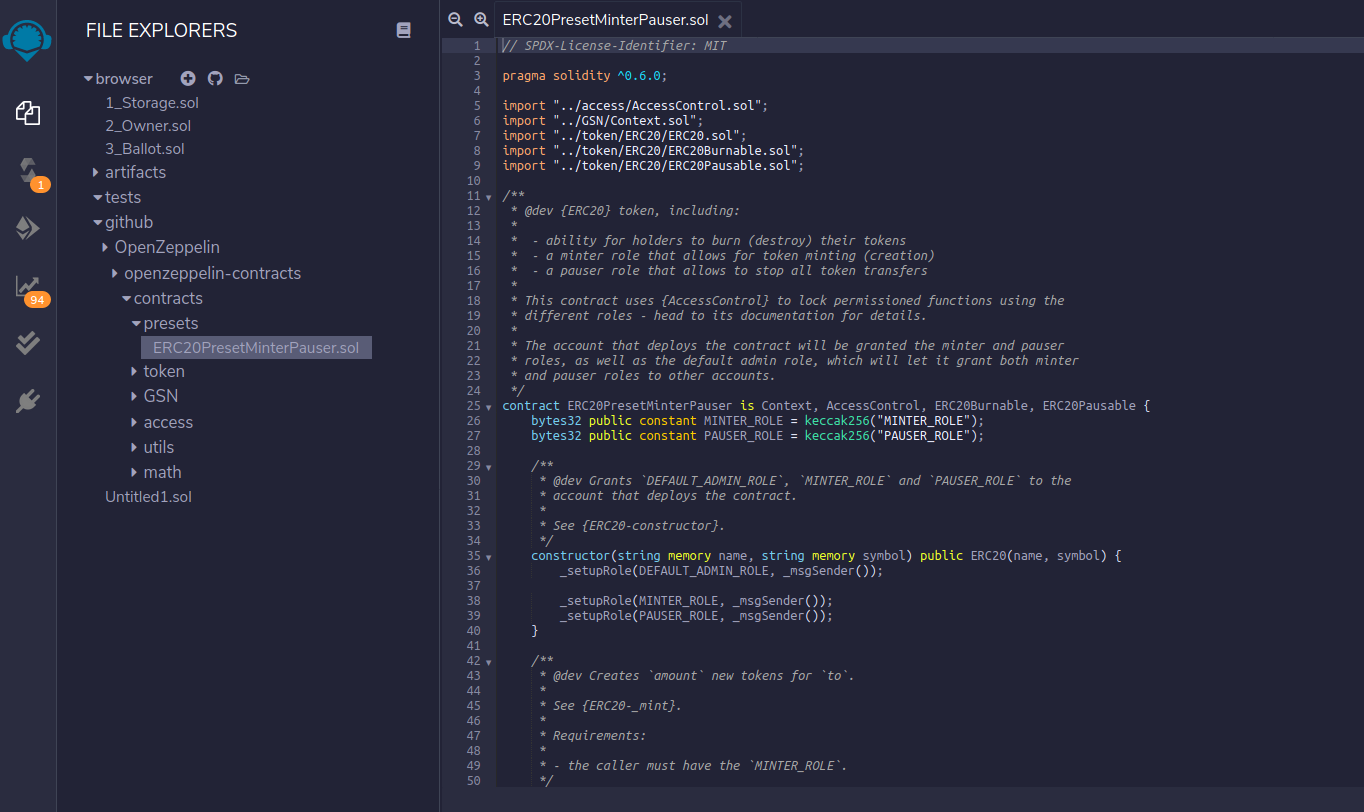 FILE EXPLORERS
browser
1_Storage.sol
2_Owner.sol
3_Ballot.sol
artifacts
tests
github
OpenZeppelin
openzeppelin-contracts
contracts
presets
ERC20PresetMinterPauser.sol
token
GSN
access
utils
math
Untitled1.sol
1
94
ERC20PresetMinterPauser.sol
1 // SPDX-License-Identifier: MIT
2
3 pragma solidity ^0.6.0;
4
5 import "../access/AccessControl.sol";
6 import "../GSN/Context.sol";
7 import "../token/ERC20/ERC20.sol";
8 import "../token/ERC20/ERC20Burnable.sol";
9 import "../token/ERC20/ERC20Pausable.sol";
10
11 /**
12  * @dev {ERC20} token, including:
13  *
14  *  - ability for holders to burn (destroy) their tokens
15  *  - a minter role that allows for token minting (creation)
16  *  - a pauser role that allows to stop all token transfers
17  *
18  * This contract uses {AccessControl} to lock permissioned functions using the
19  * different roles - head to its documentation for details.
20  *
21  * The account that deploys the contract will be granted the minter and pauser
22  * roles, as well as the default admin role, which will let it grant both minter
23  * and pauser roles to other accounts.
24  */
25 contract ERC20PresetMinterPauser is Context, AccessControl, ERC20Burnable, ERC20Pausable {
26     bytes32 public constant MINTER_ROLE = keccak256("MINTER_ROLE");
27     bytes32 public constant PAUSER_ROLE = keccak256("PAUSER_ROLE");
28
29     /**
30      * @dev Grants `DEFAULT_ADMIN_ROLE`, `MINTER_ROLE` and `PAUSER_ROLE` to the
31      * account that deploys the contract.
32      *
33      * See {ERC20-constructor}.
34      */
35     constructor(string memory name, string memory symbol) public ERC20(name, symbol) {
36         _setupRole(DEFAULT_ADMIN_ROLE, _msgSender());
37
38         _setupRole(MINTER_ROLE, _msgSender());
39         _setupRole(PAUSER_ROLE, _msgSender());
40     }
41
42     /**
43      * @dev Creates `amount` new tokens for `to`.
44      *
45      * See {ERC20-_mint}.
46      *
47      * Requirements:
48      *
49      * - the caller must have the `MINTER_ROLE`.
50      */